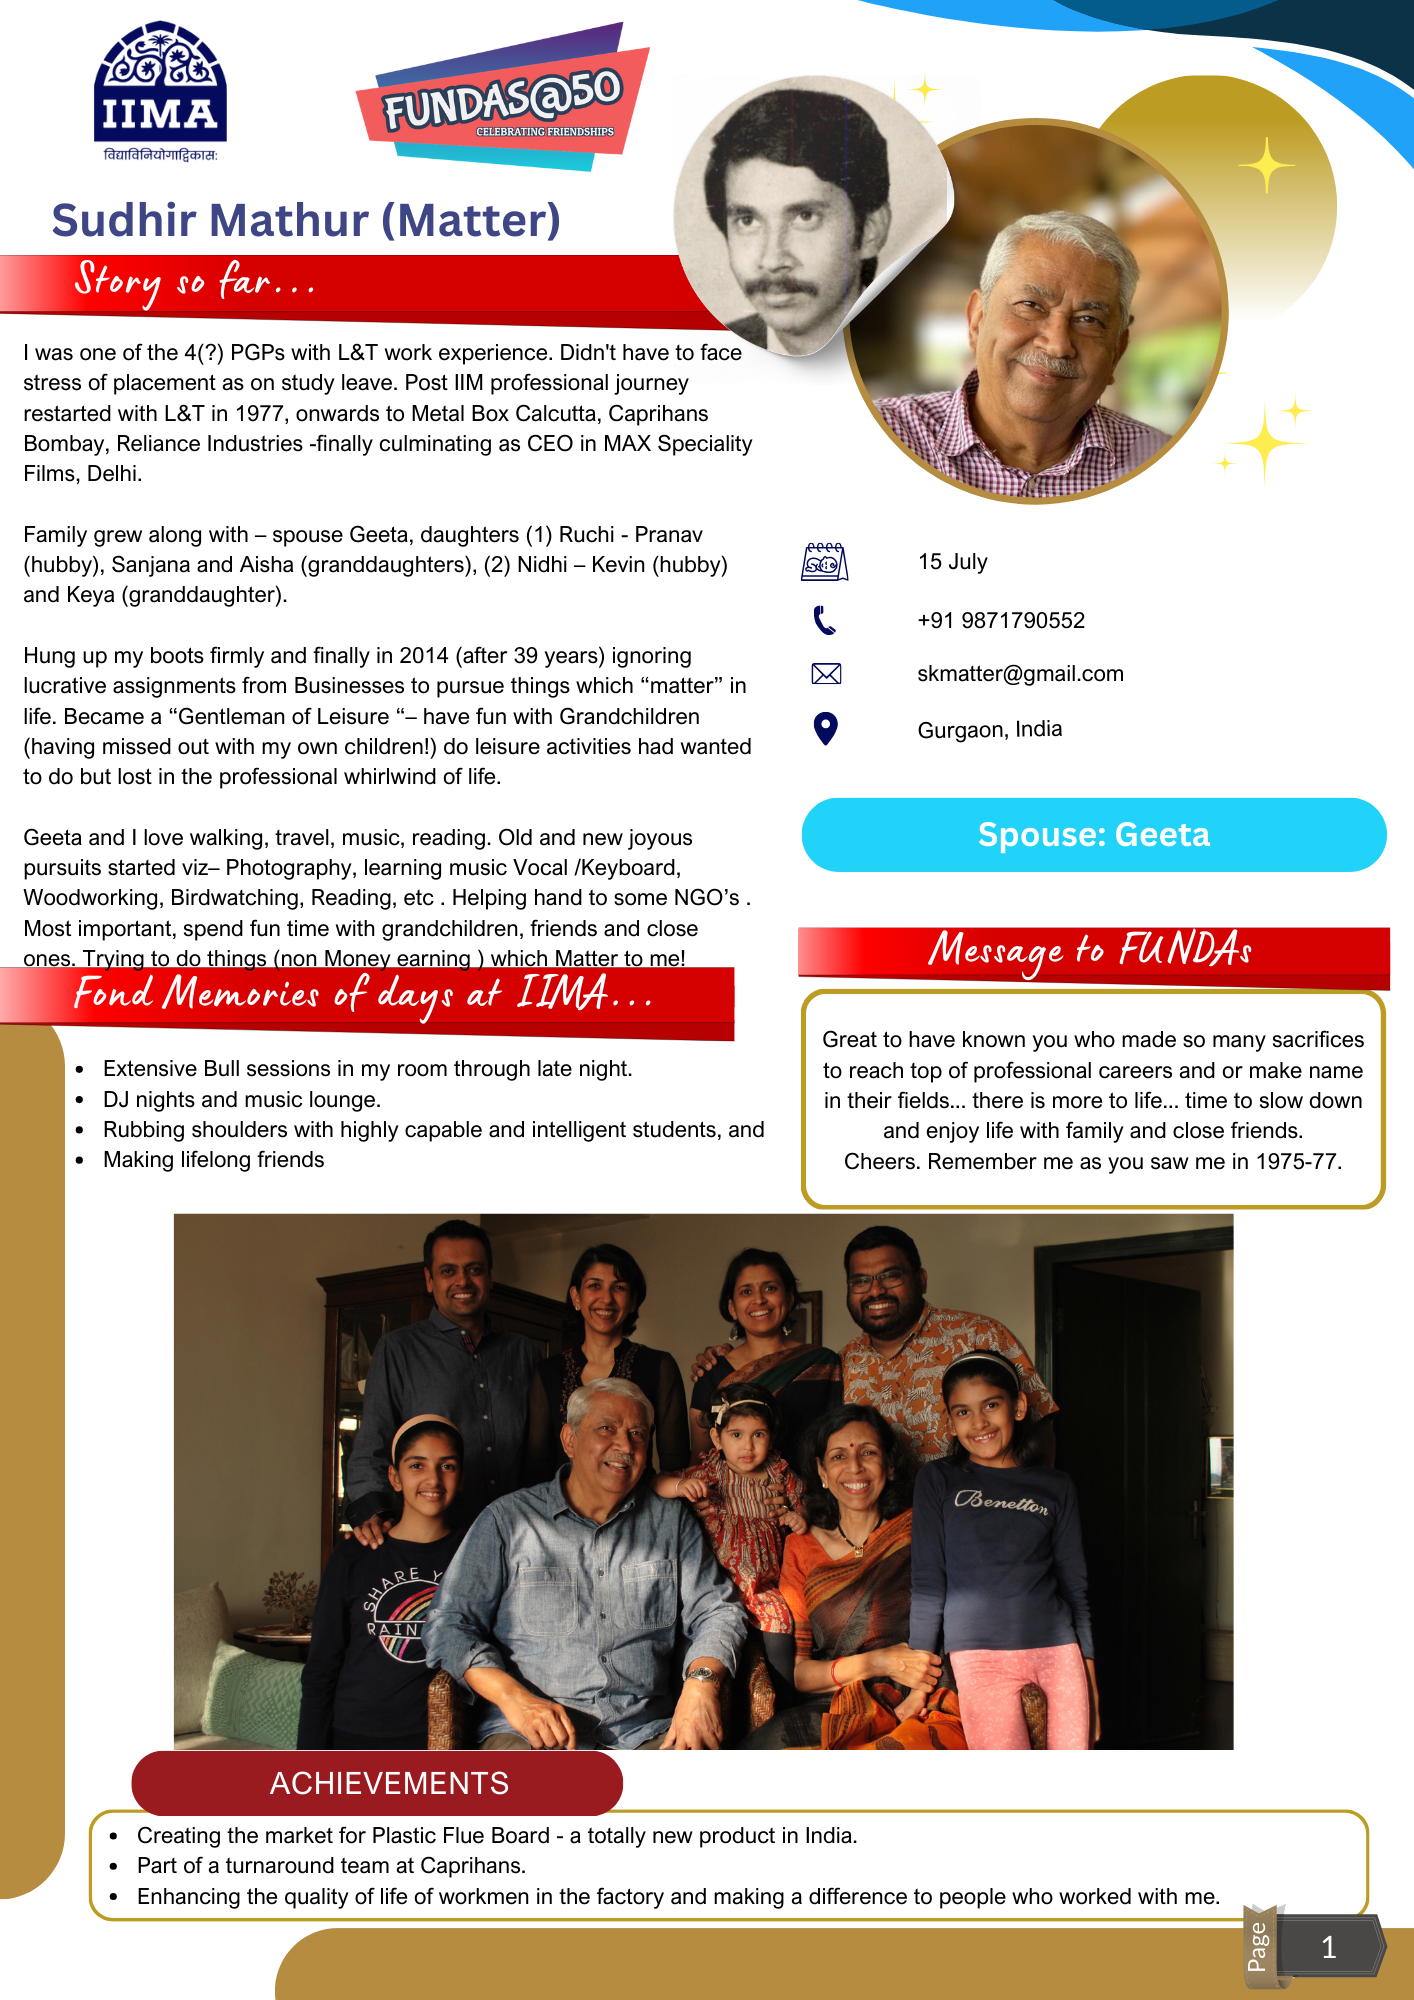 IIMA
विद्याविनियोगाद्विकास:
FUNDAS@50
CELEBRATING FRIENDSHIPS
Sudhir Mathur (Matter)
Story so far...
I was one of the 4(?) PGPs with L&T work experience. Didn't have to face
stress of placement as on study leave. Post IIM professional journey
restarted with L&T in 1977, onwards to Metal Box Calcutta, Caprihans
Bombay, Reliance Industries -finally culminating as CEO in MAX Speciality
Films, Delhi.
Family grew along with – spouse Geeta, daughters (1) Ruchi - Pranav
(hubby), Sanjana and Aisha (granddaughters), (2) Nidhi – Kevin (hubby)
and Keya (granddaughter).
Hung up my boots firmly and finally in 2014 (after 39 years) ignoring
lucrative assignments from Businesses to pursue things which “matter” in
life. Became a “Gentleman of Leisure “– have fun with Grandchildren
(having missed out with my own children!) do leisure activities had wanted
to do but lost in the professional whirlwind of life.
Geeta and I love walking, travel, music, reading. Old and new joyous
pursuits started viz– Photography, learning music Vocal /Keyboard,
Woodworking, Birdwatching, Reading, etc . Helping hand to some NGO’s .
Most important, spend fun time with grandchildren, friends and close
ones. Trying to do things (non Money earning ) which Matter to me!
15 July
+91 9871790552
skmatter@gmail.com
Gurgaon, India
Spouse: Geeta
Fond Memories of days at IIMA...
• Extensive Bull sessions in my room through late night.
• DJ nights and music lounge.
• Rubbing shoulders with highly capable and intelligent students, and
• Making lifelong friends
Message to FUNDAs
Great to have known you who made so many sacrifices
to reach top of professional careers and or make name
in their fields... there is more to life... time to slow down
and enjoy life with family and close friends.
Cheers. Remember me as you saw me in 1975-77.
Benetton
SHARE Y
RAIN
ACHIEVEMENTS
• Creating the market for Plastic Flue Board - a totally new product in India.
• Part of a turnaround team at Caprihans.
• Enhancing the quality of life of workmen in the factory and making a difference to people who worked with me.
Page
1